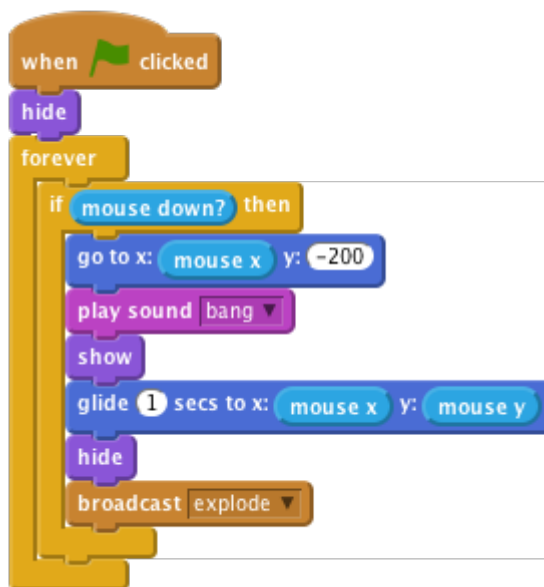 when clicked
hide
forever
if mouse down? then
go to x: mouse x y: -200
play sound bang
show
glide 1 secs to x: mouse x y: mouse y
hide
broadcast explode